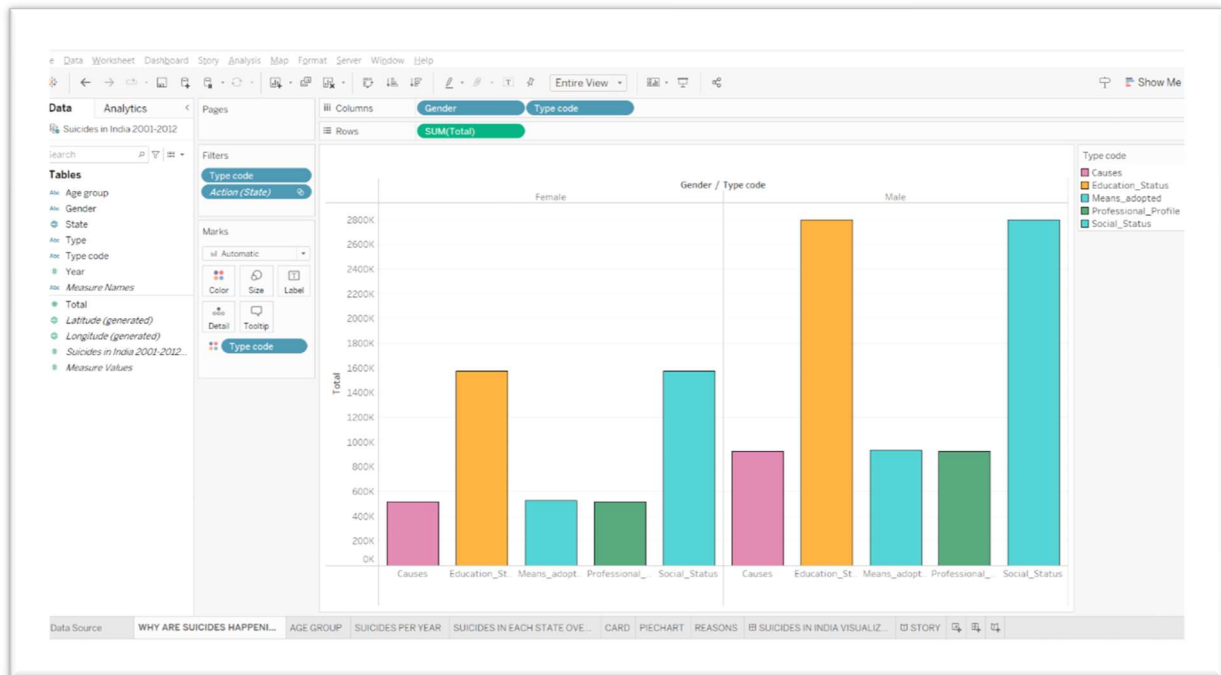 e Data Worksheet Dashboard Story Analysis Map Format Server Window Help
Entire View
Show Me
Data Analytics
Suicides in India 2001-2012
Search
Tables
Abc Age group
Abc Gender
State
Abc Type
Abc Type code
# Year
Abc Measure Names
# Total
Latitude (generated)
Longitude (generated)
# Suicides in India 2001-2012...
# Measure Values
Pages
Filters
Type code
Action (State)
Marks
Automatic
Color Size Label
Detail Tooltip
Type code
Columns Gender Type code
Rows SUM(Total)
Gender / Type code
Female Male
Total
2800K
2600K
2400K
2200K
2000K
1800K
1600K
1400K
1200K
1000K
800K
600K
400K
200K
0K
Causes Education_St.. Means_adopt.. Professional_.. Social_Status Causes Education_St.. Means_adopt.. Professional_.. Social_Status
Type code
Causes
Education_Status
Means_adopted
Professional_Profile
Social_Status
Data Source WHY ARE SUICIDES HAPPENI... AGE GROUP SUICIDES PER YEAR SUICIDES IN EACH STATE OVE... CARD PIECHART REASONS SUICIDES IN INDIA VISUALIZ... STORY